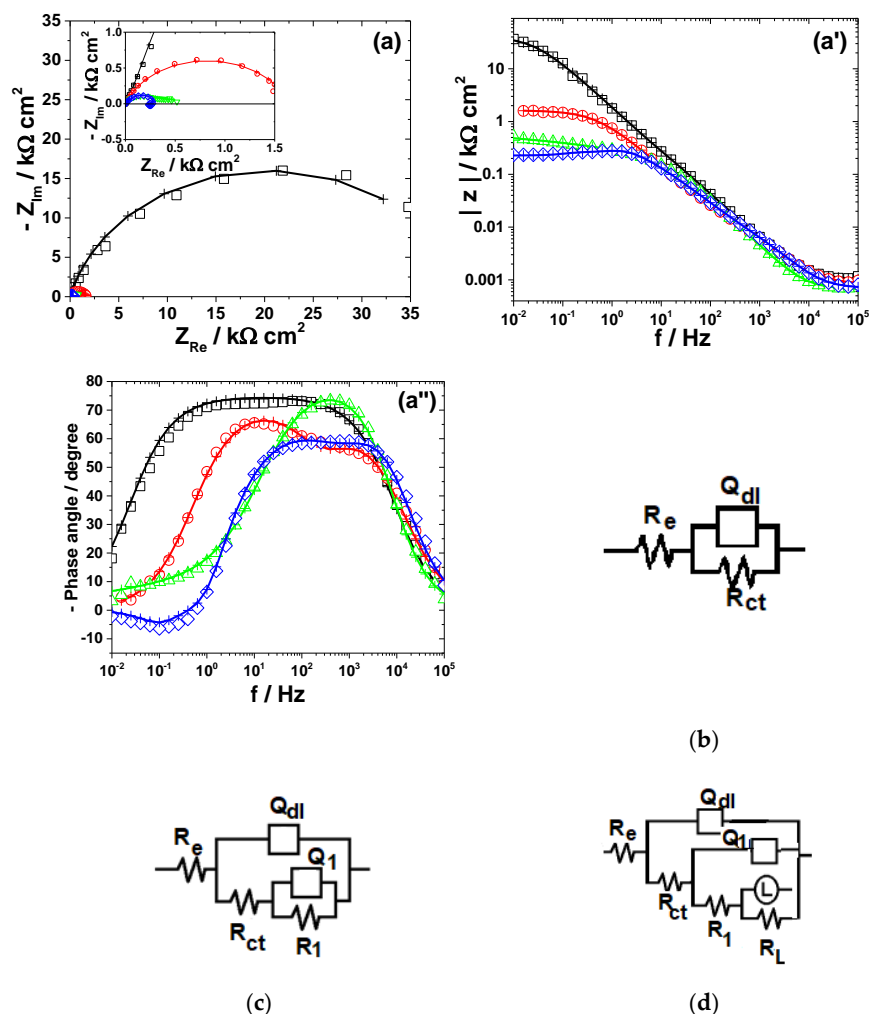 (a)
- Z_Im / kΩ cm²
35
30
25
20
15
10
5
0
0 5 10 15 20 25 30 35
Z_Re / kΩ cm²
- Z_Im / kΩ cm²
1.0
0.5
0.0
-0.5
0.0 0.5 1.0 1.5
Z_Re / kΩ cm²
(a')
| z | / kΩ cm²
10
1
0.1
0.01
0.001
10⁻² 10⁻¹ 10⁰ 10¹ 10² 10³ 10⁴ 10⁵
f / Hz
(a'')
- Phase angle / degree
80
70
60
50
40
30
20
10
0
-10
10⁻² 10⁻¹ 10⁰ 10¹ 10² 10³ 10⁴ 10⁵
f / Hz
Q_dl
R_e
R_ct
(b)
Q_dl
R_e
Q_1
R_ct
R_1
(c)
Q_dl
R_e
Q_1
L
R_ct
R_1
R_L
(d)